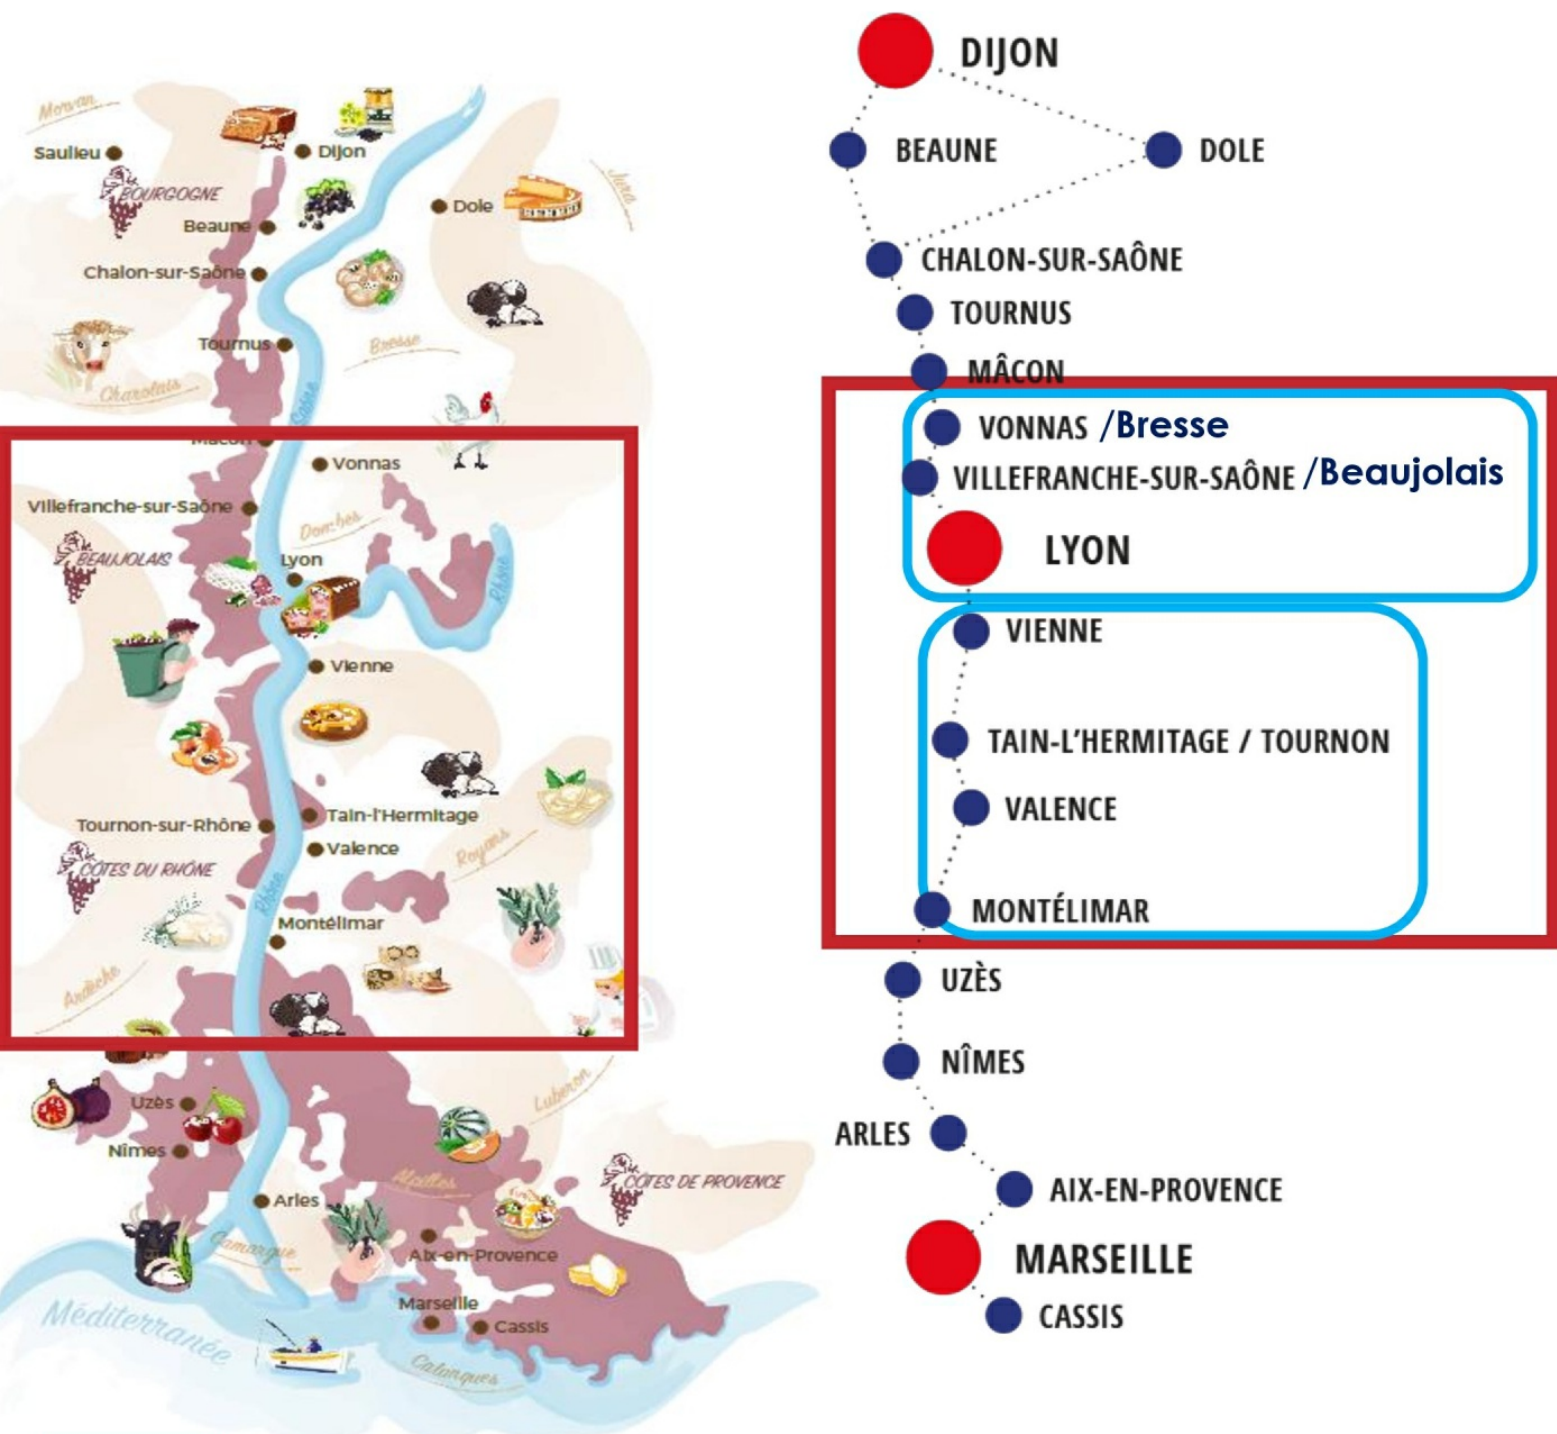 Morvan
Saulieu
Dijon
BOURGOGNE
Jura
Dole
Beaune
Chalon-sur-Saône
Tournus
Bresse
Charolais
Saône
Mâcon
Vonnas
Villefranche-sur-Saône
Dombes
BEAUJOLAIS
Lyon
Rhône
Vienne
Tain-l'Hermitage
Tournon-sur-Rhône
Valence
Royans
CÔTES DU RHÔNE
Rhône
Montélimar
Ardèche
Luberon
Uzès
Nîmes
Alpilles
CÔTES DE PROVENCE
Arles
Camargue
Aix-en-Provence
Marseille
Cassis
Méditerranée
Calanques
DIJON
BEAUNE
DOLE
CHALON-SUR-SAÔNE
TOURNUS
MÂCON
VONNAS /Bresse
VILLEFRANCHE-SUR-SAÔNE /Beaujolais
LYON
VIENNE
TAIN-L'HERMITAGE / TOURNON
VALENCE
MONTÉLIMAR
UZÈS
NÎMES
ARLES
AIX-EN-PROVENCE
MARSEILLE
CASSIS